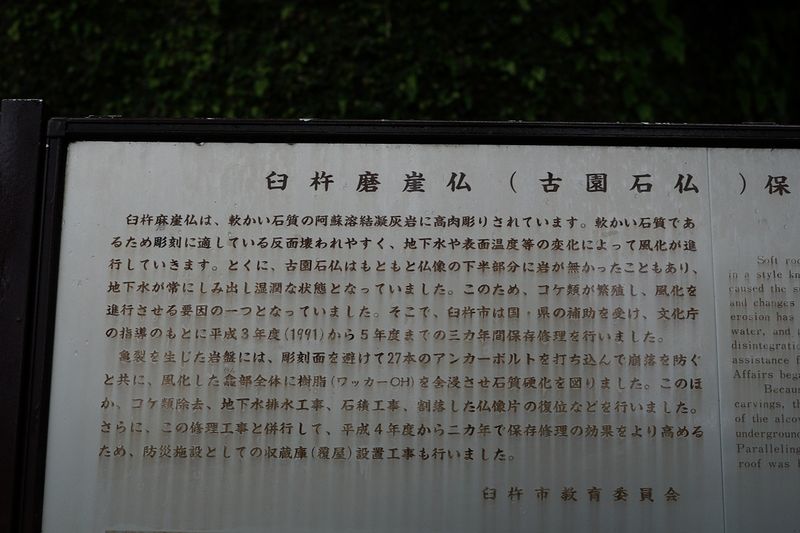 臼杵磨崖仏(古園石仏)保
臼杵麻崖仏は、軟かい石質の阿蘇溶結凝灰岩に高肉彫りされています。軟かい石質であ
るため彫刻に適している反面壊われやすく、地下水や表面温度等の変化によって風化が進
行していきます。とくに、古園石仏はもともと仏像の下半部分に岩が無かったこともあり、
地下水が常にしみ出し湿潤な状態となっていました。このため、コケ類が繁殖し、風化を
進行させる要因の一つとなっていました。そこで、臼杵市は国・県の補助を受け、文化庁
の指導のもとに平成3年度(1991)から5年度までの三カ年間保存修理を行いました。
亀裂を生じた岩盤には、彫刻面を避けて27本のアンカーボルトを打ち込んで崩落を防ぐ
と共に、風化した龕部全体に樹脂(ワッカーOH)を含浸させ石質硬化を図りました。このほ
か、コケ類除去、地下水排水工事、石積工事、割落した仏像片の復位などを行いました。
さらに、この修理工事と併行して、平成4年度から二カ年で保存修理の効果をより高める
ため、防災施設としての収蔵庫(覆屋)設置工事も行いました。
臼杵市教育委員会
Soft roc
in a style kn
caused the s
and changes
erosion has
water, and
disintegratio
assistance f
Affairs bega
Becaus
carvings, th
of the alcov
underground
Paralleling
roof was b